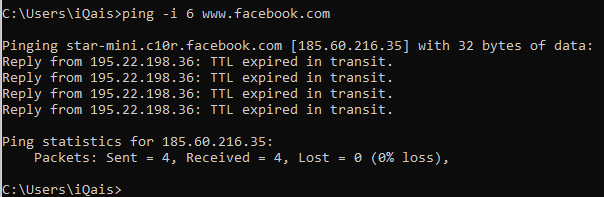 C:\Users\iQais>ping -i 6 www.facebook.com
Pinging star-mini.c10r.facebook.com [185.60.216.35] with 32 bytes of data:
Reply from 195.22.198.36: TTL expired in transit.
Reply from 195.22.198.36: TTL expired in transit.
Reply from 195.22.198.36: TTL expired in transit.
Reply from 195.22.198.36: TTL expired in transit.
Ping statistics for 185.60.216.35:
    Packets: Sent = 4, Received = 4, Lost = 0 (0% loss),
C:\Users\iQais>